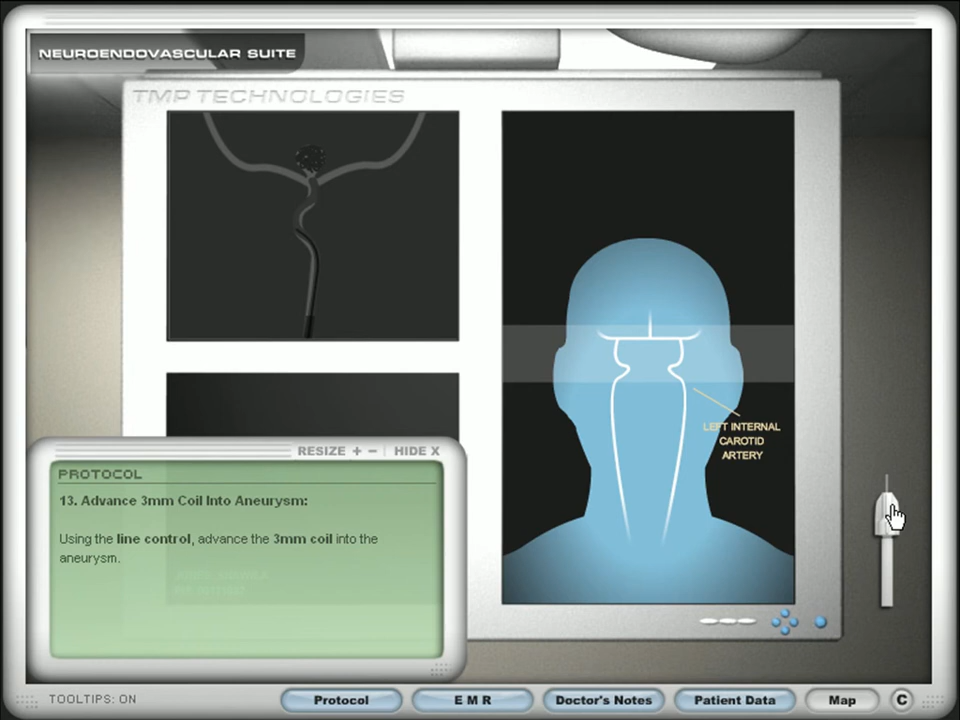 NEUROENDOVASCULAR SUITE
TMP TECHNOLOGIES
LEFT INTERNAL
CAROTID
ARTERY
RESIZE + − HIDE X
PROTOCOL
13. Advance 3mm Coil Into Aneurysm:
Using the line control, advance the 3mm coil into the
aneurysm.
TOOLTIPS: ON
Protocol
E M R
Doctor's Notes
Patient Data
Map
C